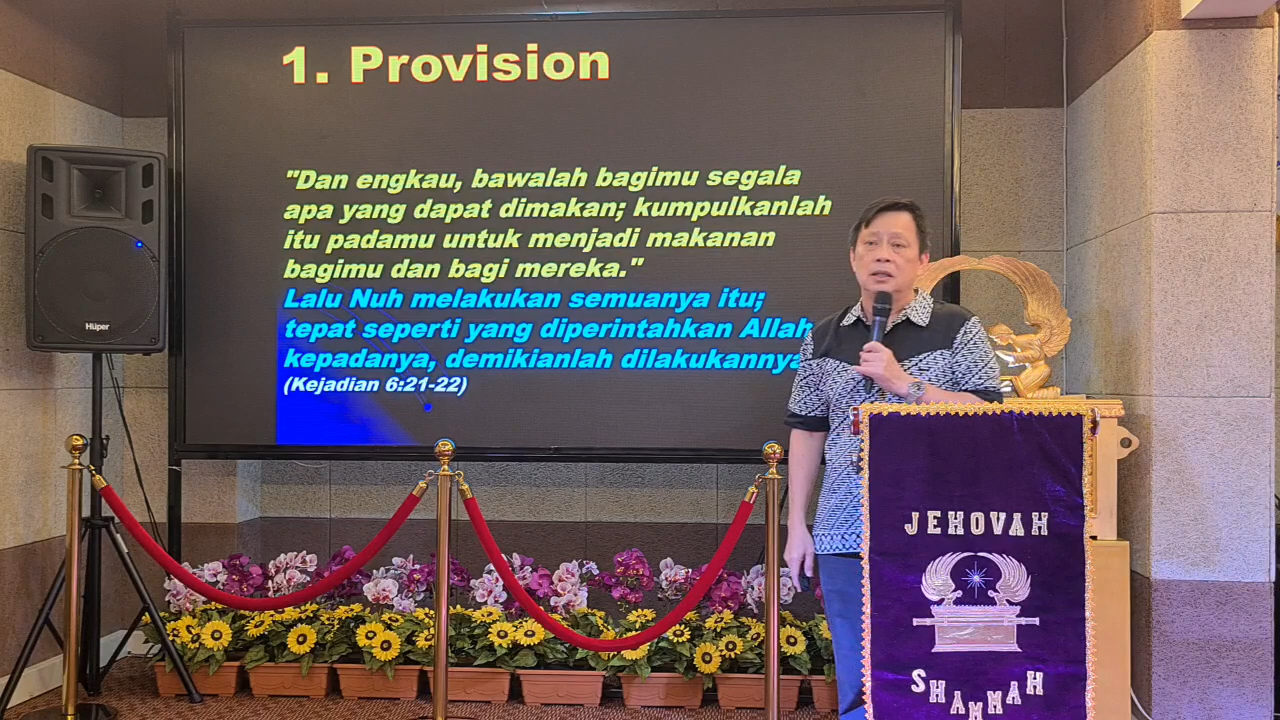 1. Provision
"Dan engkau, bawalah bagimu segala
apa yang dapat dimakan; kumpulkanlah
itu padamu untuk menjadi makanan
bagimu dan bagi mereka."
Lalu Nuh melakukan semuanya itu;
tepat seperti yang diperintahkan Allah
kepadanya, demikianlah dilakukannya
(Kejadian 6:21-22)
Hüper
JEHOVAH
SHAMMAH